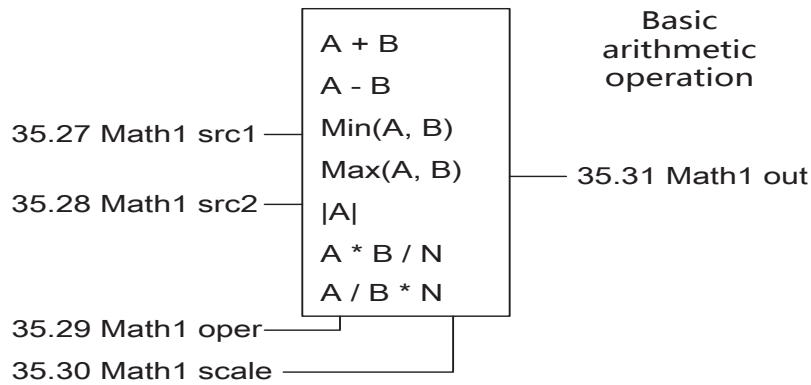 Basic
arithmetic
operation
A + B
A - B
Min(A, B)
Max(A, B)
|A|
A * B / N
A / B * N
35.27 Math1 src1
35.28 Math1 src2
35.29 Math1 oper
35.30 Math1 scale
35.31 Math1 out